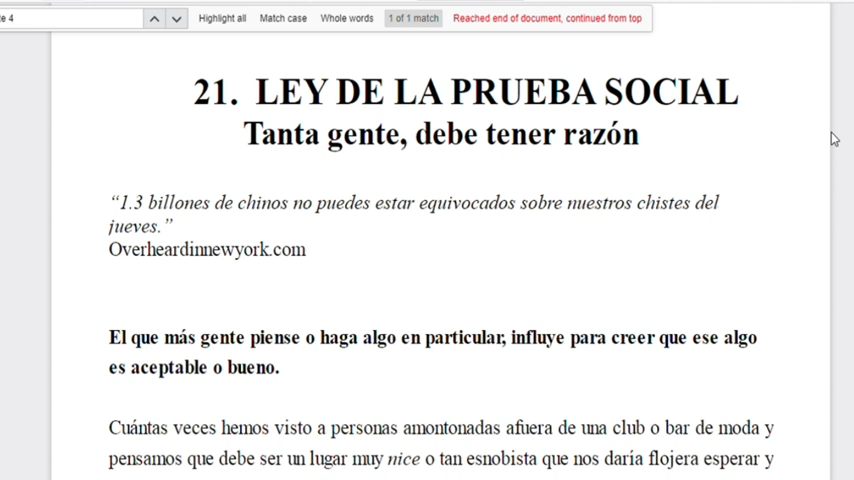 e 4 Highlight all Match case Whole words 1 of 1 match Reached end of document, continued from top
21. LEY DE LA PRUEBA SOCIAL
Tanta gente, debe tener razón
“1.3 billones de chinos no puedes estar equivocados sobre nuestros chistes del
jueves.”
Overheardinnewyork.com
El que más gente piense o haga algo en particular, influye para creer que ese algo
es aceptable o bueno.
Cuántas veces hemos visto a personas amontonadas afuera de una club o bar de moda y
pensamos que debe ser un lugar muy nice o tan esnobista que nos daría flojera esperar y